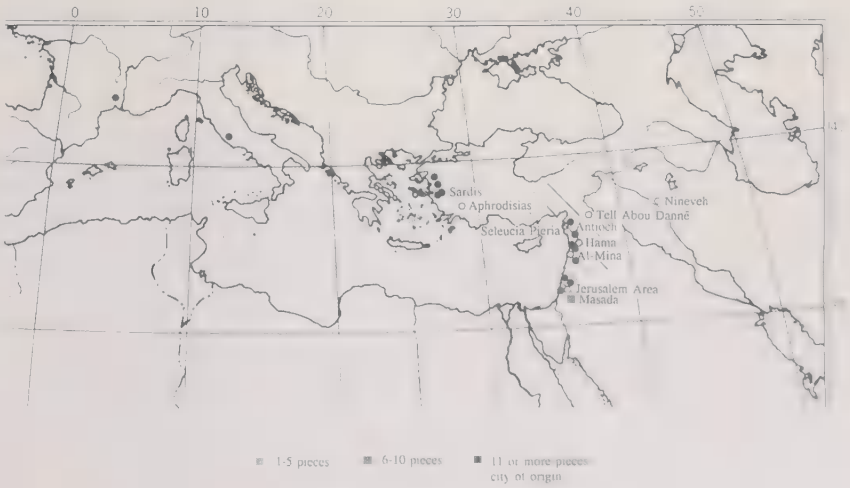 0 10 20 30 40 50
Sardis
Aphrodisias
Nineveh
Tell Abou Danné
Antioch
Seleucia Pieria
Hama
Al-Mina
Jerusalem Area
Masada
1-5 pieces 6-10 pieces 11 or more pieces
city of origin